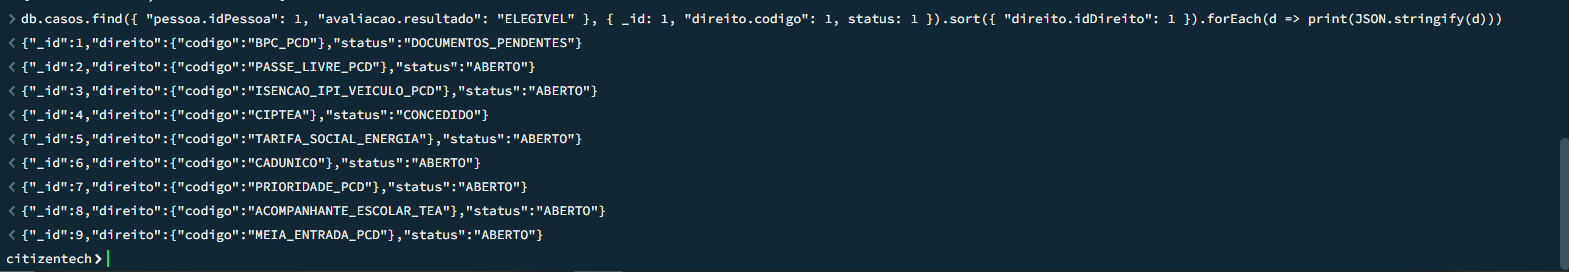 > db.casos.find({ "pessoa.idPessoa": 1, "avaliacao.resultado": "ELEGIVEL" }, { _id: 1, "direito.codigo": 1, status: 1 }).sort({ "direito.idDireito": 1 }).forEach(d => print(JSON.stringify(d)))
< {"_id":1,"direito":{"codigo":"BPC_PCD"},"status":"DOCUMENTOS_PENDENTES"}
< {"_id":2,"direito":{"codigo":"PASSE_LIVRE_PCD"},"status":"ABERTO"}
< {"_id":3,"direito":{"codigo":"ISENCAO_IPI_VEICULO_PCD"},"status":"ABERTO"}
< {"_id":4,"direito":{"codigo":"CIPTEA"},"status":"CONCEDIDO"}
< {"_id":5,"direito":{"codigo":"TARIFA_SOCIAL_ENERGIA"},"status":"ABERTO"}
< {"_id":6,"direito":{"codigo":"CADUNICO"},"status":"ABERTO"}
< {"_id":7,"direito":{"codigo":"PRIORIDADE_PCD"},"status":"ABERTO"}
< {"_id":8,"direito":{"codigo":"ACOMPANHANTE_ESCOLAR_TEA"},"status":"ABERTO"}
< {"_id":9,"direito":{"codigo":"MEIA_ENTRADA_PCD"},"status":"ABERTO"}
citizentech>